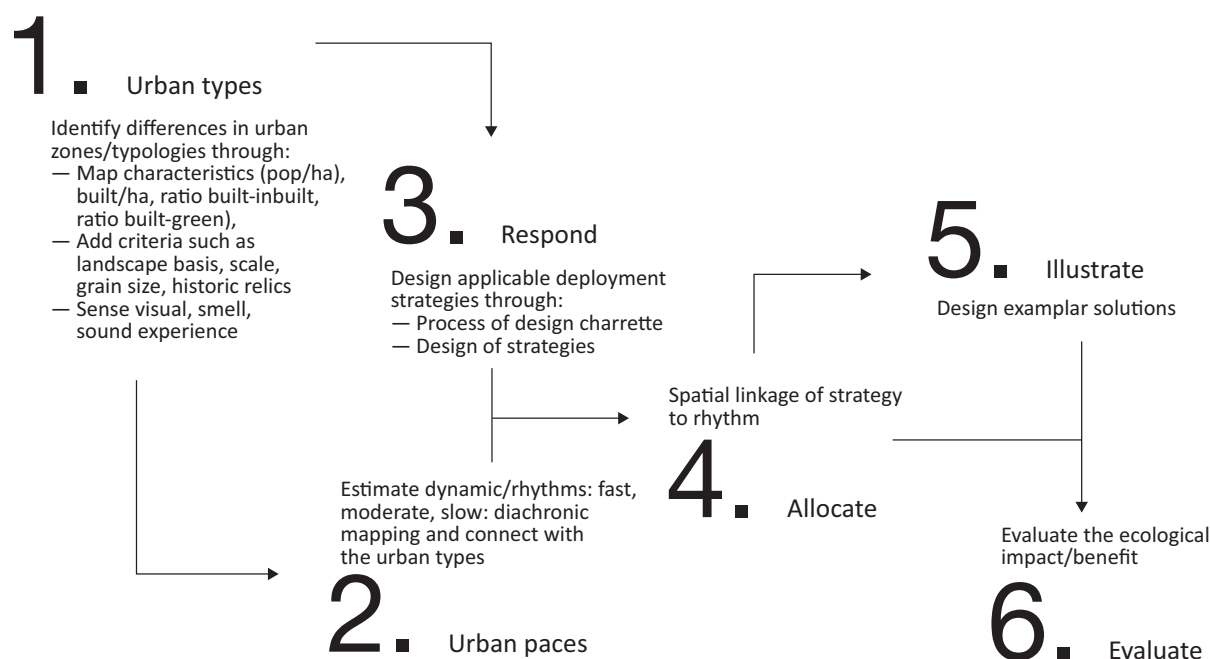 1. Urban types
Identify differences in urban
zones/typologies through:
— Map characteristics (pop/ha),
built/ha, ratio built-inbuilt,
ratio built-green),
— Add criteria such as
landscape basis, scale,
grain size, historic relics
— Sense visual, smell,
sound experience
Estimate dynamic/rhythms: fast,
moderate, slow: diachronic
mapping and connect with
the urban types
2. Urban paces
3. Respond
Design applicable deployment
strategies through:
— Process of design charrette
— Design of strategies
Spatial linkage of strategy
to rhythm
4. Allocate
5. Illustrate
Design examplar solutions
Evaluate the ecological
impact/benefit
6. Evaluate